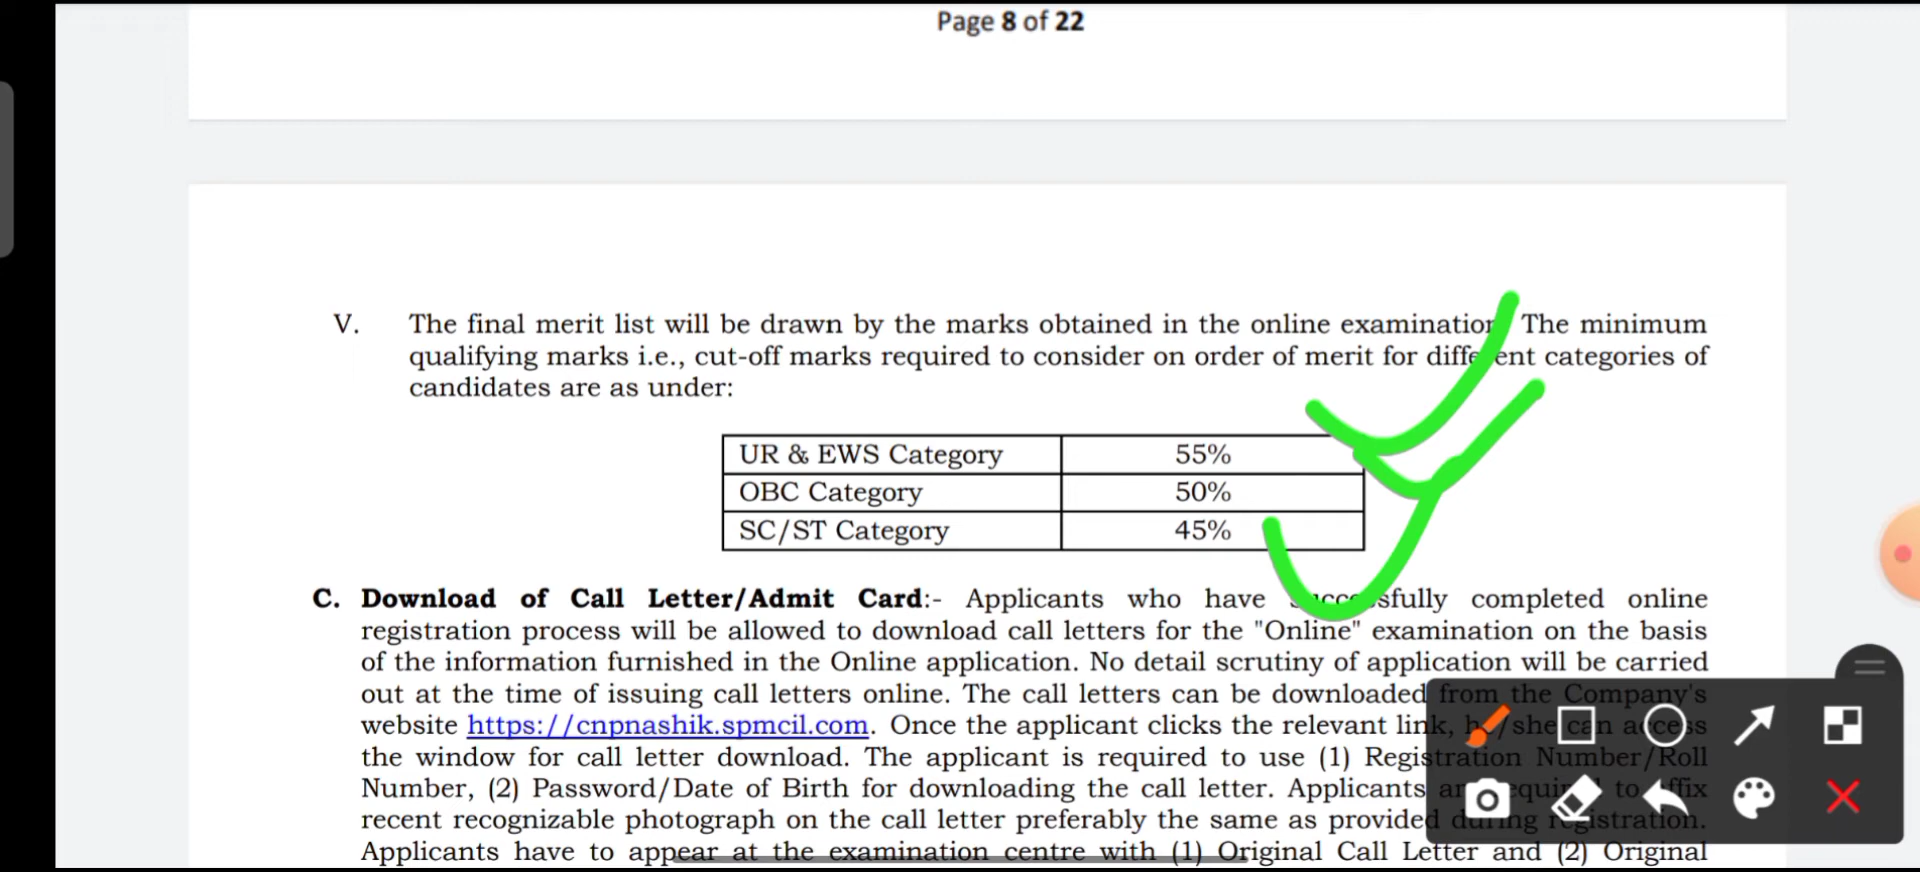 Page 8 of 22
V. The final merit list will be drawn by the marks obtained in the online examination The minimum
qualifying marks i.e., cut-off marks required to consider on order of merit for different categories of
candidates are as under:
UR & EWS Category 55%
OBC Category 50%
SC/ST Category 45%
C. Download of Call Letter/Admit Card:- Applicants who have successfully completed online
registration process will be allowed to download call letters for the "Online" examination on the basis
of the information furnished in the Online application. No detail scrutiny of application will be carried
out at the time of issuing call letters online. The call letters can be downloaded from the Company's
website https://cnpnashik.spmcil.com. Once the applicant clicks the relevant link, he/she can access
the window for call letter download. The applicant is required to use (1) Registration Number/Roll
Number, (2) Password/Date of Birth for downloading the call letter. Applicants are required to affix
recent recognizable photograph on the call letter preferably the same as provided during registration.
Applicants have to appear at the examination centre with (1) Original Call Letter and (2) Original